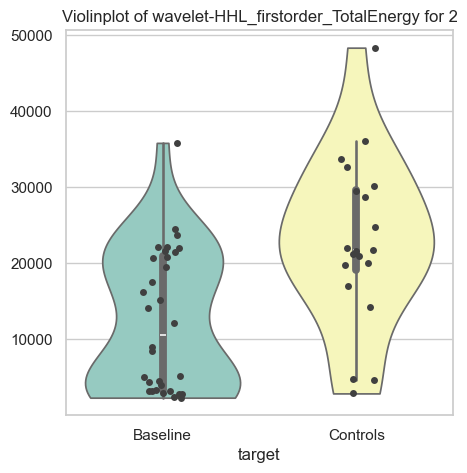 Violinplot of wavelet-HHL_firstorder_TotalEnergy for 2
50000
40000
30000
20000
10000
Baseline
Controls
target